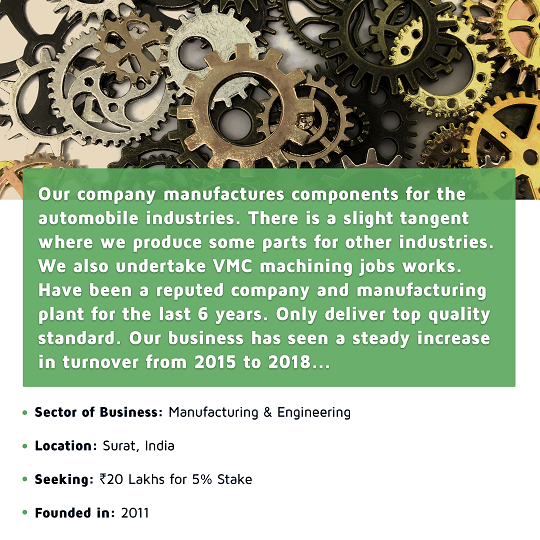 Our company manufactures components for the
automobile industries. There is a slight tangent
where we produce some parts for other industries.
We also undertake VMC machining jobs works.
Have been a reputed company and manufacturing
plant for the last 6 years. Only deliver top quality
standard. Our business has seen a steady increase
in turnover from 2015 to 2018...
• Sector of Business: Manufacturing & Engineering
• Location: Surat, India
• Seeking: ₹20 Lakhs for 5% Stake
• Founded in: 2011